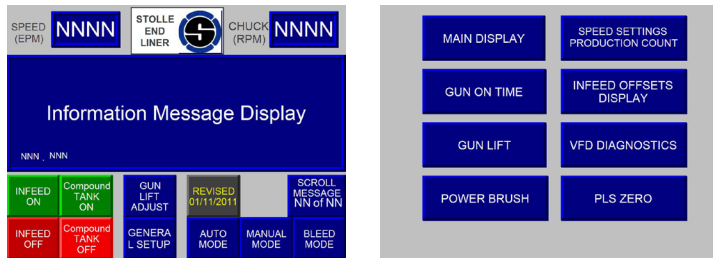 SPEED
(EPM)
NNNN
STOLLE
END
LINER
CHUCK
(RPM)
NNNN
Information Message Display
NNN . NNN
INFEED
ON
Compound
TANK
ON
GUN
LIFT
ADJUST
REVISED
01/11/2011
SCROLL
MESSAGE
NN of NN
INFEED
OFF
Compound
TANK
OFF
GENERA
L SETUP
AUTO
MODE
MANUAL
MODE
BLEED
MODE
MAIN DISPLAY
SPEED SETTINGS
PRODUCTION COUNT
GUN ON TIME
INFEED OFFSETS
DISPLAY
GUN LIFT
VFD DIAGNOSTICS
POWER BRUSH
PLS ZERO